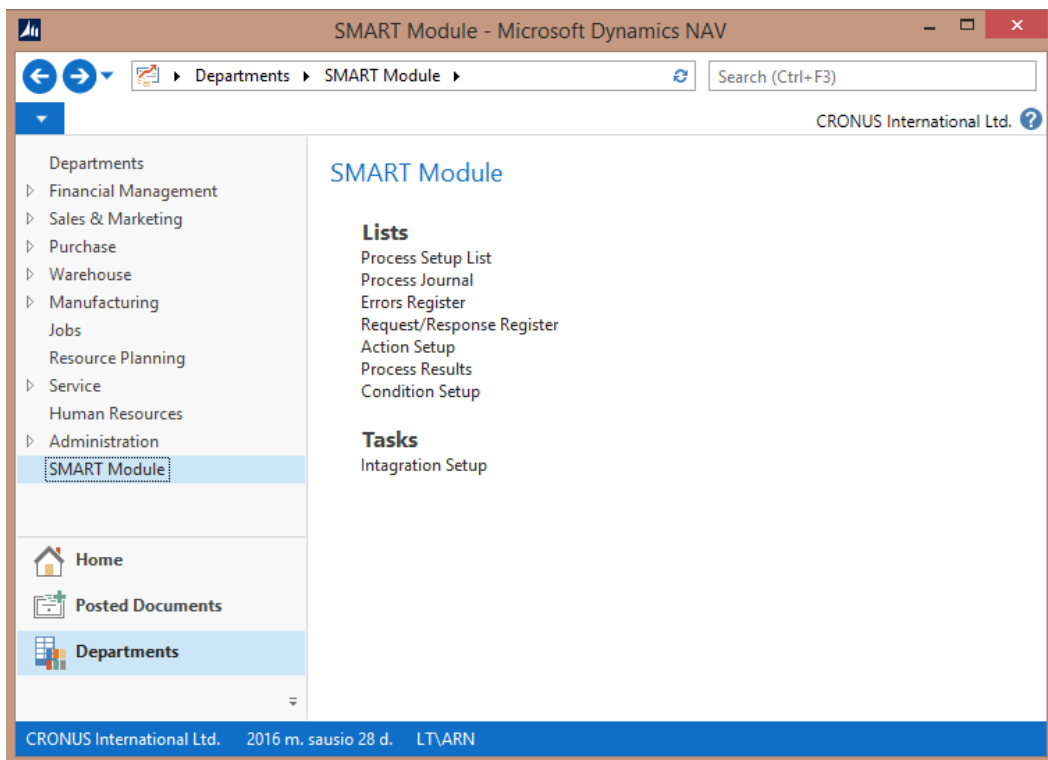 SMART Module - Microsoft Dynamics NAV
Departments SMART Module
Search (Ctrl+F3)
CRONUS International Ltd. ?
Departments
Financial Management
Sales & Marketing
Purchase
Warehouse
Manufacturing
Jobs
Resource Planning
Service
Human Resources
Administration
SMART Module
Home
Posted Documents
Departments
SMART Module
Lists
Process Setup List
Process Journal
Errors Register
Request/Response Register
Action Setup
Process Results
Condition Setup
Tasks
Intagration Setup
CRONUS International Ltd. 2016 m. sausio 28 d. LT\ARN